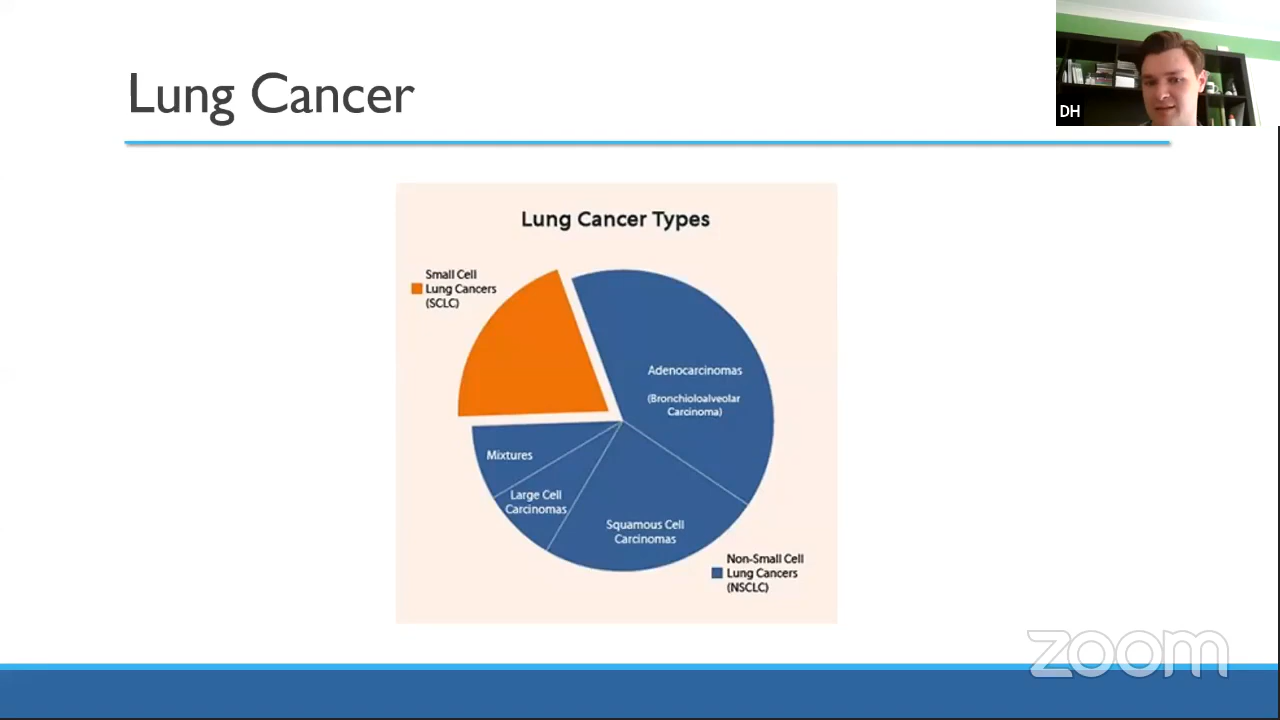 Lung Cancer
DH
Lung Cancer Types
Small Cell
Lung Cancers
(SCLC)
Adenocarcinomas
(Bronchioloalveolar
Carcinoma)
Mixtures
Large Cell
Carcinomas
Squamous Cell
Carcinomas
Non-Small Cell
Lung Cancers
(NSCLC)
zoom